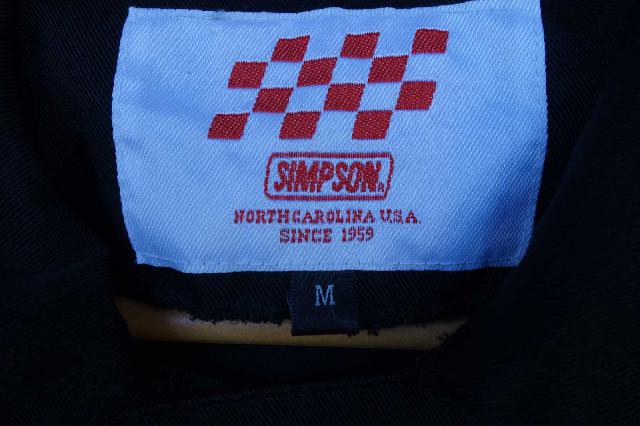 SIMPSON®
NORTH CAROLINA U.S.A.
SINCE 1959
M